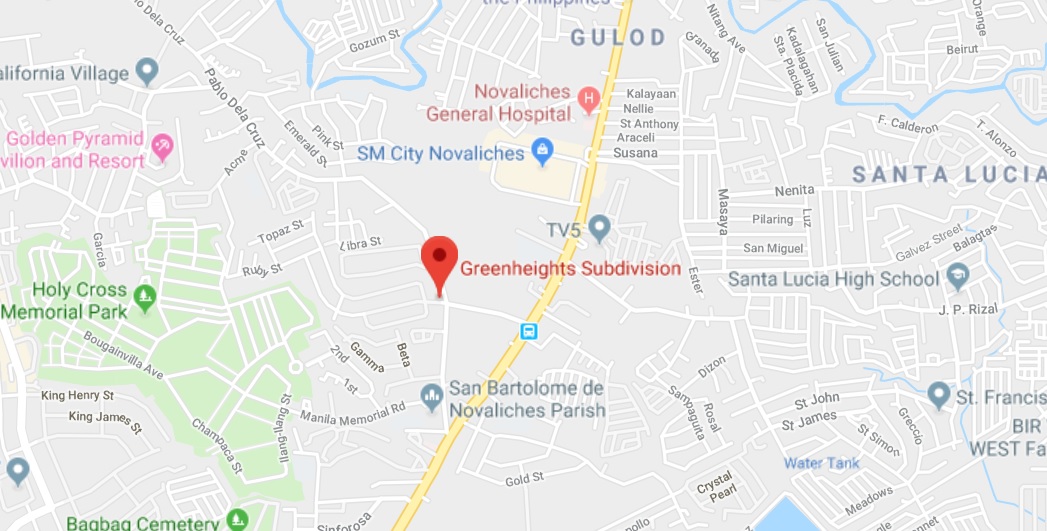 the Philippines
ela Cruz
Gozum St
GULOD
Granada
Nitang Ave
Kadalagahan
Sta. Placida
San Julian
Orange
Beirut
alifornia Village
Pablo Dela Cruz
Novaliches
General Hospital
Kalayaan
Nellie
St Anthony
Araceli
Susana
F. Calderon
T. Alonzo
Golden Pyramid
vilion and Resort
Acme
Pink St
Emerald St
SM City Novaliches
SANTA LUCIA
Nenita
Masaya
Pilaring
Luz
San Miguel
Galvez Street
Balagtas
TV5
Garcia
Topaz St
Libra St
Ruby St
Greenheights Subdivision
Ester
Santa Lucia High School
J. P. Rizal
Holy Cross
Memorial Park
Bougainvilla Ave
2nd
Gamma
Beta
1st
Dizon
King Henry St
King James St
Manila Memorial Rd
San Bartolome de
Novaliches Parish
Sampaguita
Rosal
St John
St James
St Simon
Greccio
St. Francis
BIR
WEST Fa
Champaca St
Ilang Ilang St
Gold St
Crystal
Pearl
Water Tank
Meadows
Bagbag Cemetery
Sinforosa